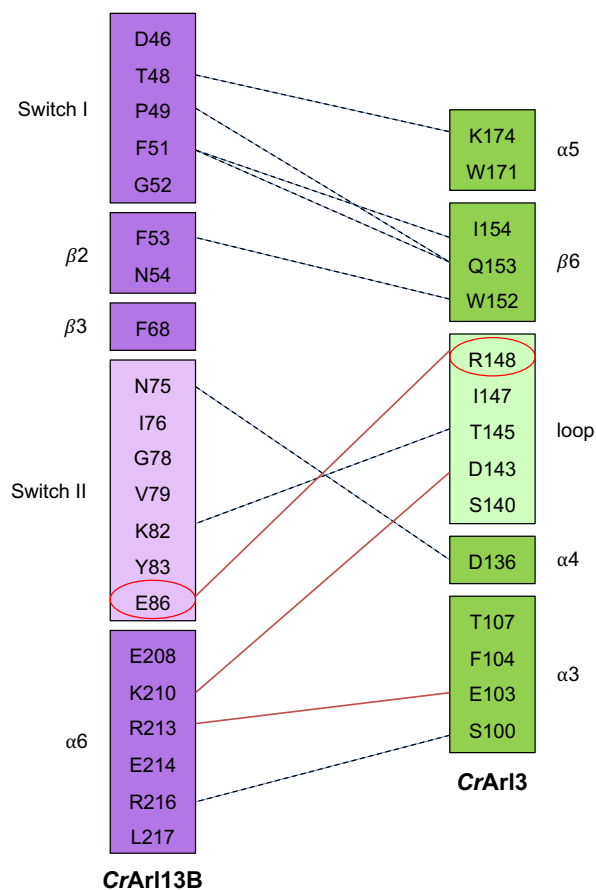 Switch I
D46
T48
P49
F51
G52
β2
F53
N54
β3
F68
Switch II
N75
I76
G78
V79
K82
Y83
E86
α6
E208
K210
R213
E214
R216
L217
CrArl13B
K174
W171
α5
I154
Q153
W152
β6
R148
I147
T145
D143
S140
loop
D136
α4
T107
F104
E103
S100
α3
CrArl3